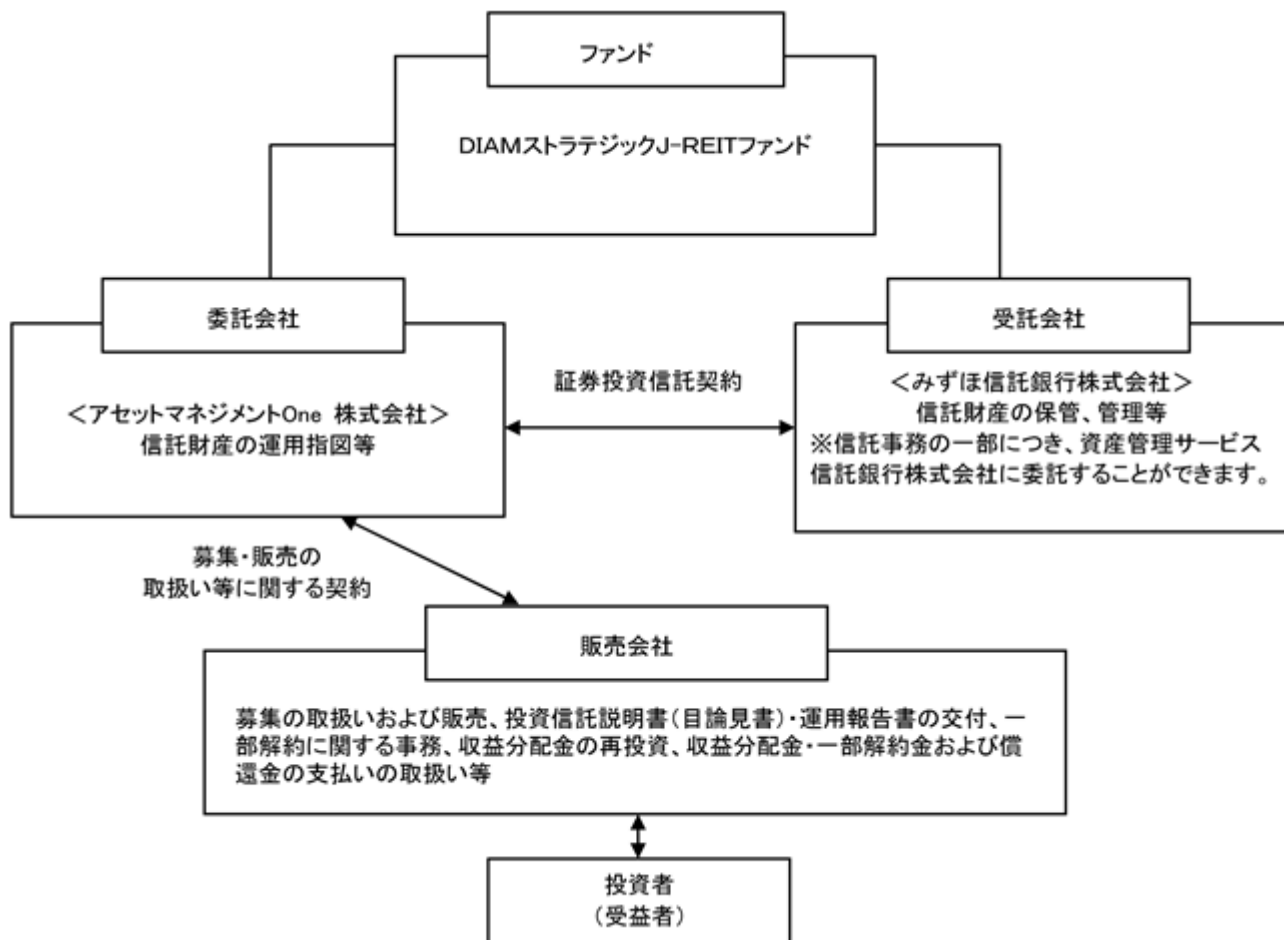 ファンド
DIAMストラテジックJ-REITファンド
委託会社
<アセットマネジメントOne 株式会社>
信託財産の運用指図等
証券投資信託契約
受託会社
<みずほ信託銀行株式会社>
信託財産の保管、管理等
※信託事務の一部につき、資産管理サービス
信託銀行株式会社に委託することができます。
募集・販売の
取扱い等に関する契約
販売会社
募集の取扱いおよび販売、投資信託説明書(目論見書)・運用報告書の交付、一
部解約に関する事務、収益分配金の再投資、収益分配金・一部解約金および償
還金の支払いの取扱い等
投資者
(受益者)